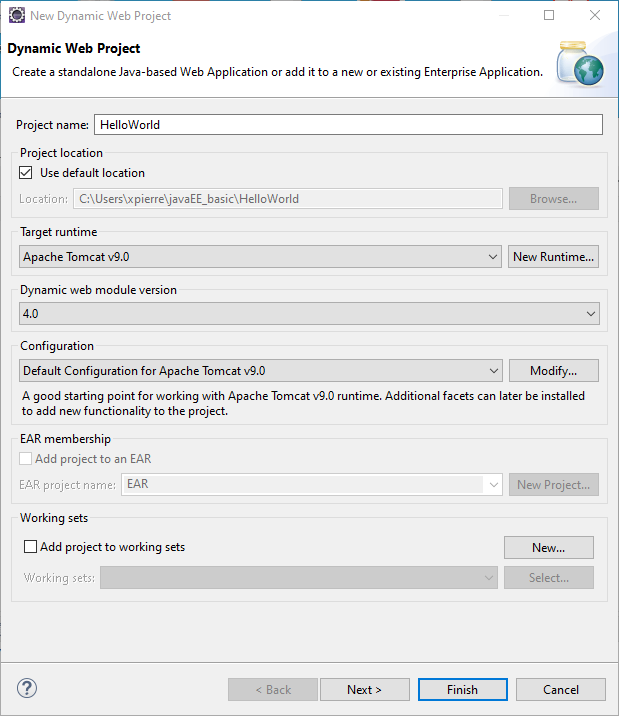 New Dynamic Web Project
Dynamic Web Project
Create a standalone Java-based Web Application or add it to a new or existing Enterprise Application.
Project name: HelloWorld
Project location
Use default location
Location: C:\Users\xpierre\javaEE_basic\HelloWorld Browse...
Target runtime
Apache Tomcat v9.0 New Runtime...
Dynamic web module version
4.0
Configuration
Default Configuration for Apache Tomcat v9.0 Modify...
A good starting point for working with Apache Tomcat v9.0 runtime. Additional facets can later be installed
to add new functionality to the project.
EAR membership
Add project to an EAR
EAR project name: EAR New Project...
Working sets
Add project to working sets New...
Working sets: Select...
? < Back Next > Finish Cancel